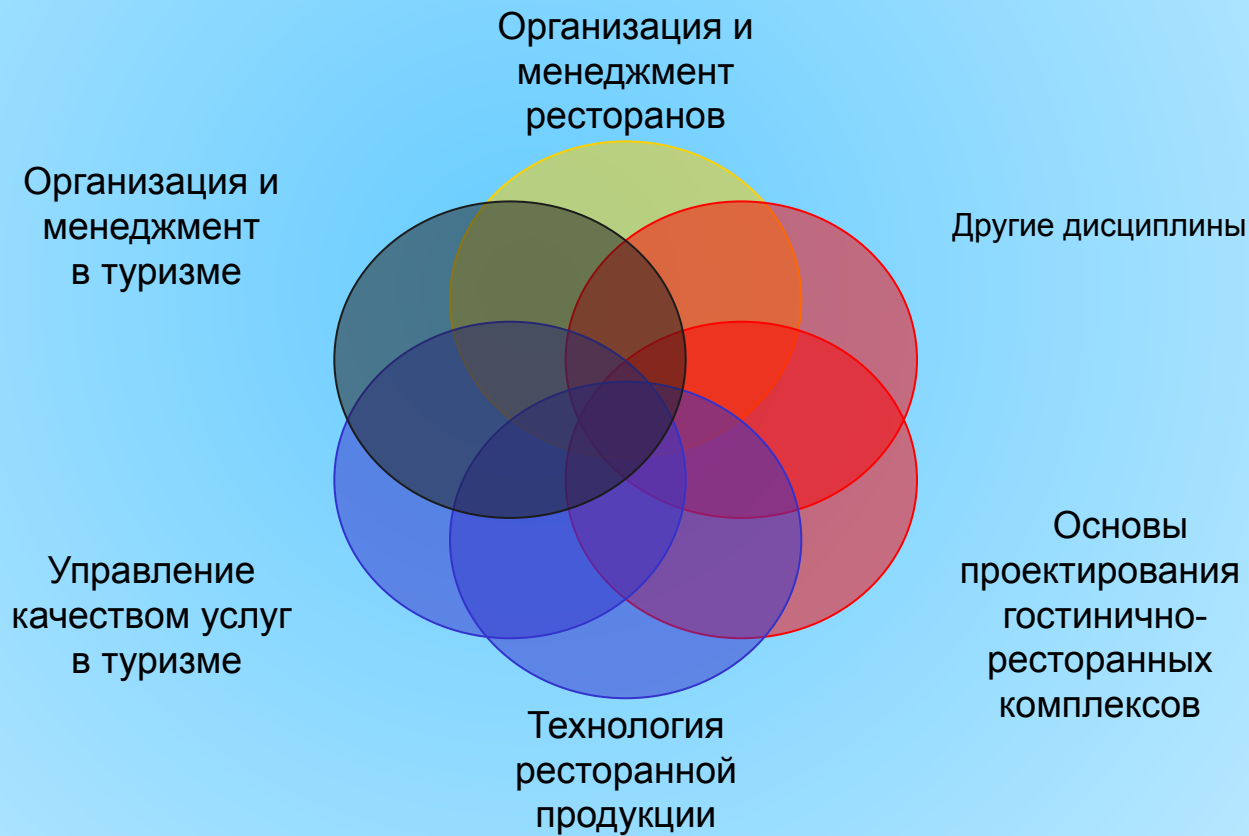 Организация и
менеджмент
ресторанов
Организация и
менеджмент
в туризме
Другие дисциплины
Основы
проектирования
гостинично-
ресторанных
комплексов
Управление
качеством услуг
в туризме
Технология
ресторанной
продукции